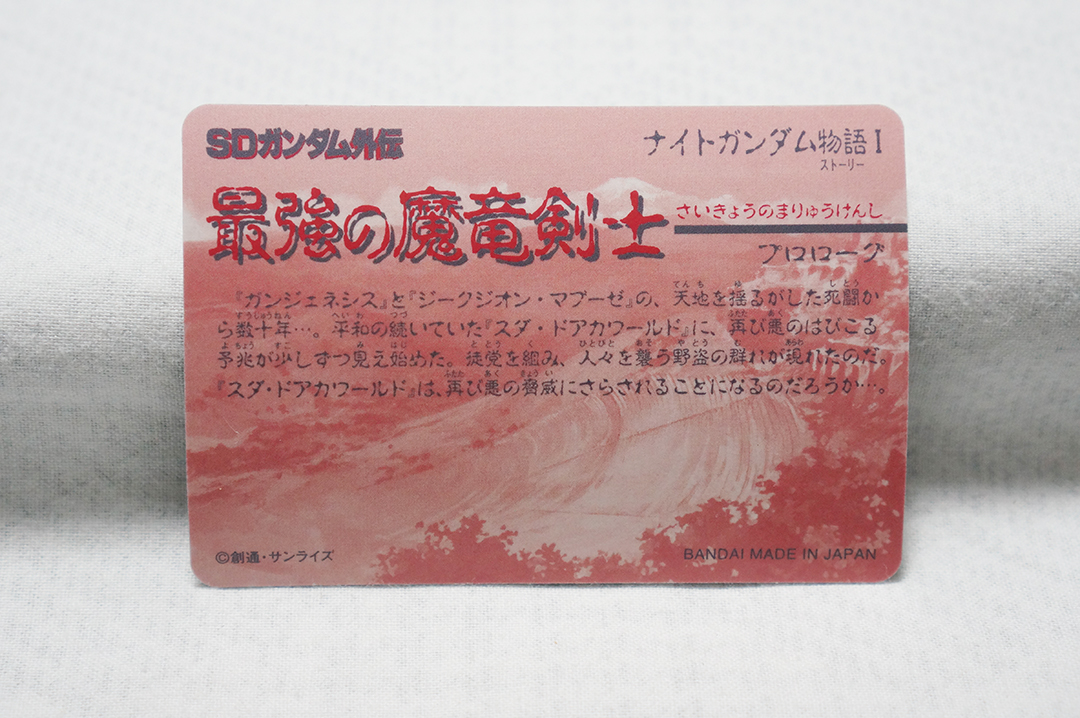 SDガンダム外伝
ナイトガンダム物語Ⅰ
ストーリー
最強の魔竜剣士
さいきょうのまりゅうけんし
プロローグ
『ガンジェネシス』と『ジークジオン・マブーゼ』の、天地を揺るがした死闘か
ら数十年…。平和の続いていた『スダ・ドアカワールド』に、再び悪のはびこる
予兆が少しずつ見え始めた。徒党を組み、人々を襲う野盗の群れが現れたのだ。
『スダ・ドアカワールド』は、再び悪の脅威にさらされることになるのだろうか…。
©創通・サンライズ
BANDAI MADE IN JAPAN